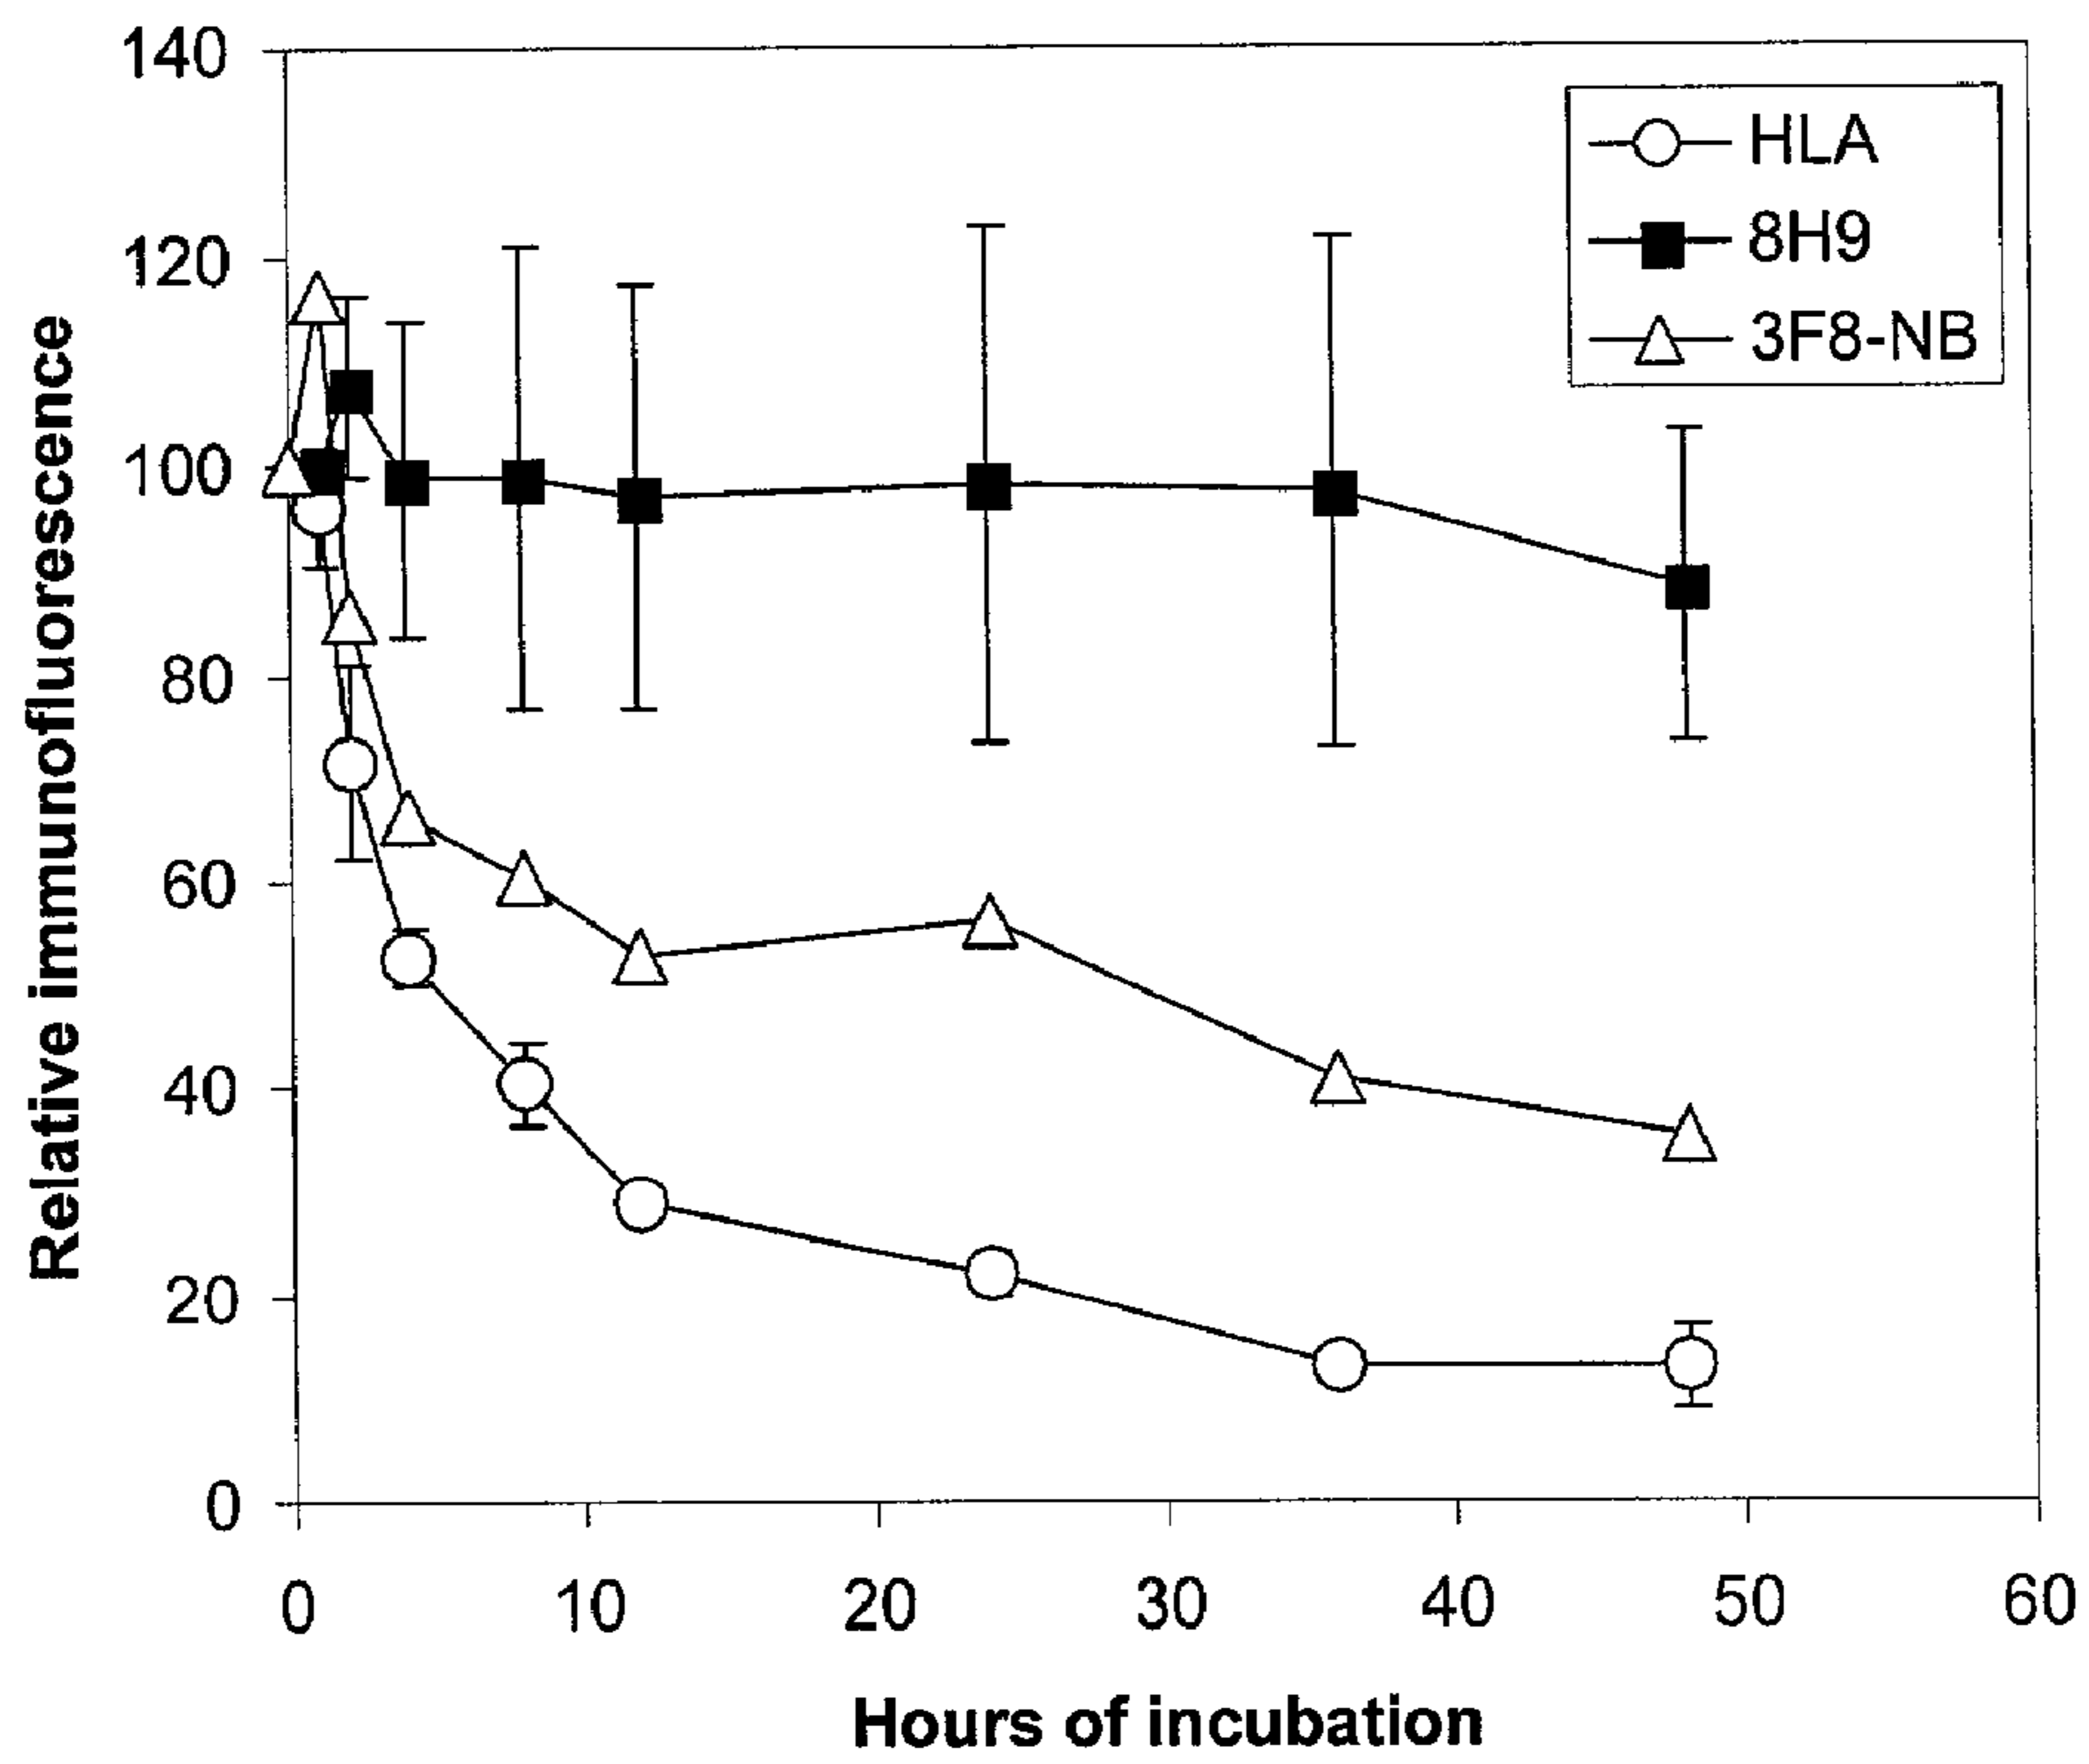 140
120
100
80
60
40
20
0
Relative immunofluorescence
HLA
8H9
3F8-NB
0 10 20 30 40 50 60
Hours of incubation